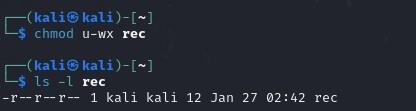 ┌──(kali㉿kali)-[~]
└─$ chmod u-wx rec
┌──(kali㉿kali)-[~]
└─$ ls -l rec
-r--r--r-- 1 kali kali 12 Jan 27 02:42 rec